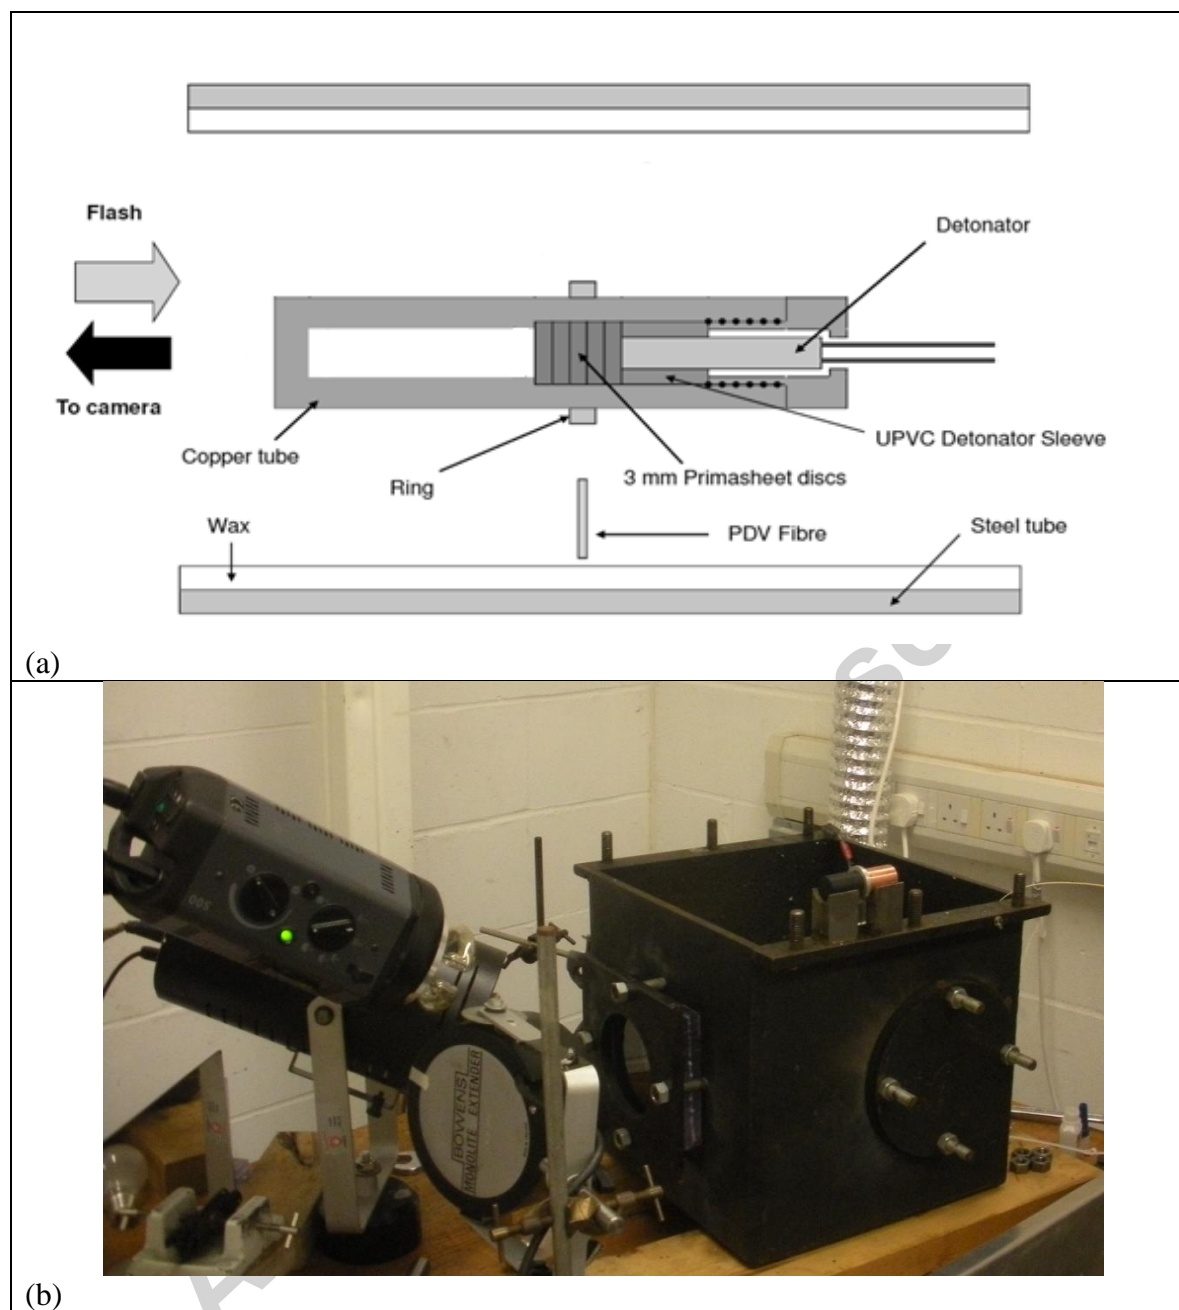 Flash
Detonator
To camera
UPVC Detonator Sleeve
Copper tube
3 mm Primasheet discs
Ring
Wax
PDV Fibre
Steel tube
(a)
500
BOWENS
MONOLITE EXTENDER
(b)